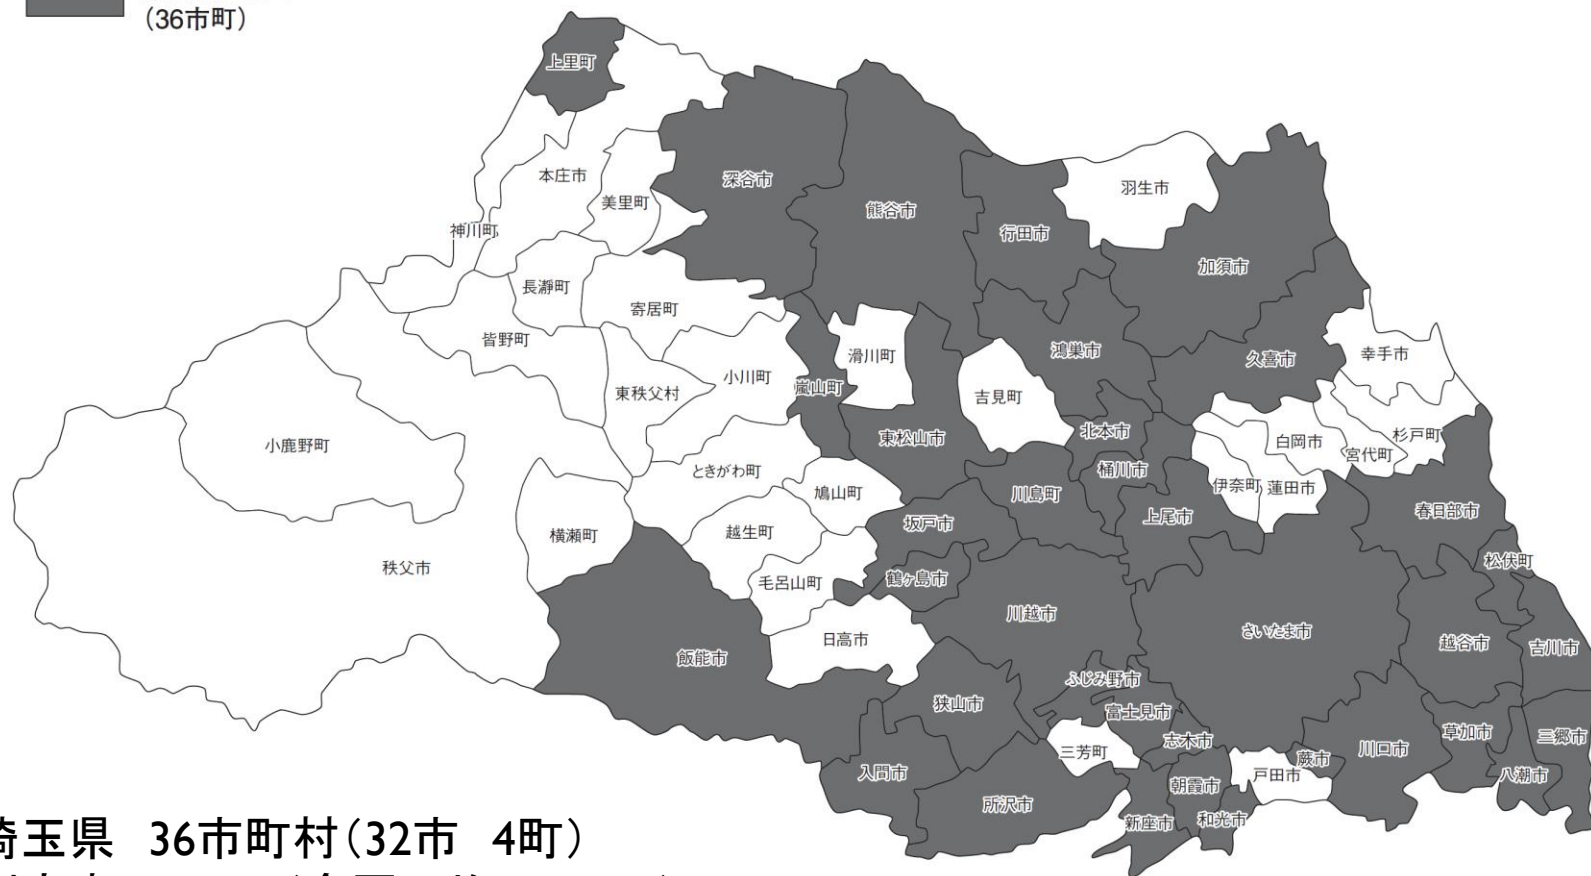 （36市町）
上里町
本庄市
美里町
神川町
深谷市
熊谷市
行田市
羽生市
加須市
長瀞町
寄居町
皆野町
東秩父村
小川町
嵐山町
滑川町
吉見町
鴻巣市
久喜市
幸手市
小鹿野町
東松山市
北本市
桶川市
白岡市
宮代町
杉戸町
ときがわ町
鳩山町
川島町
上尾市
伊奈町
蓮田市
春日部市
松伏町
横瀬町
越生町
坂戸市
秩父市
毛呂山町
鶴ヶ島市
川越市
さいたま市
越谷市
吉川市
飯能市
日高市
狭山市
ふじみ野市
富士見市
志木市
三芳町
入間市
所沢市
新座市
朝霞市
和光市
戸田市
蕨市
川口市
草加市
八潮市
三郷市
埼玉県　36市町村（32市　4町）